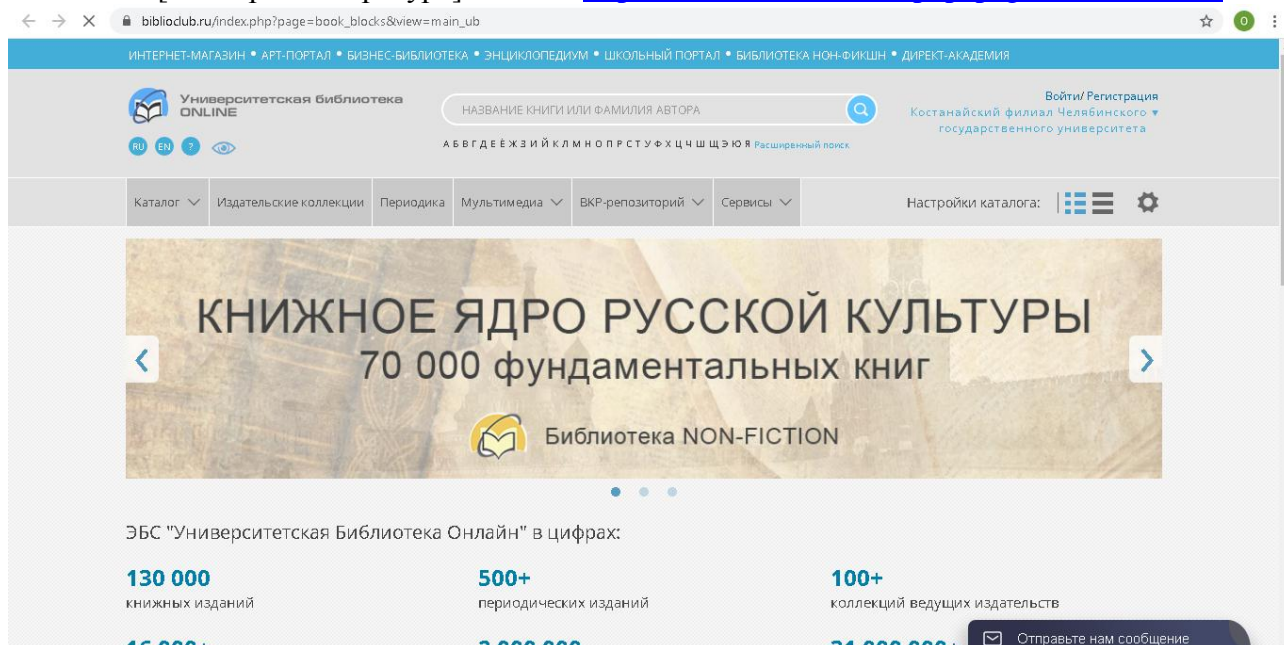 biblioclub.ru/index.php?page=book_blocks&view=main_ub
ИНТЕРНЕТ-МАГАЗИН • АРТ-ПОРТАЛ • БИЗНЕС-БИБЛИОТЕКА • ЭНЦИКЛОПЕДИУМ • ШКОЛЬНЫЙ ПОРТАЛ • БИБЛИОТЕКА НОН-ФИКШН • ДИРЕКТ-АКАДЕМИЯ
Университетская библиотека
ONLINE
НАЗВАНИЕ КНИГИ ИЛИ ФАМИЛИЯ АВТОРА
Войти/ Регистрация
Костанайский филиал Челябинского ▾
государственного университета
RU EN ?
А Б В Г Д Е Ё Ж З И Й К Л М Н О П Р С Т У Ф Х Ц Ч Ш Щ Э Ю Я Расширенный поиск
Каталог Издательские коллекции Периодика Мультимедиа ВКР-репозиторий Сервисы Настройки каталога:
КНИЖНОЕ ЯДРО РУССКОЙ КУЛЬТУРЫ
70 000 фундаментальных книг
Библиотека NON-FICTION
ЭБС "Университетская Библиотека Онлайн" в цифрах:
130 000 500+ 100+
книжных изданий периодических изданий коллекций ведущих издательств
Отправьте нам сообщение